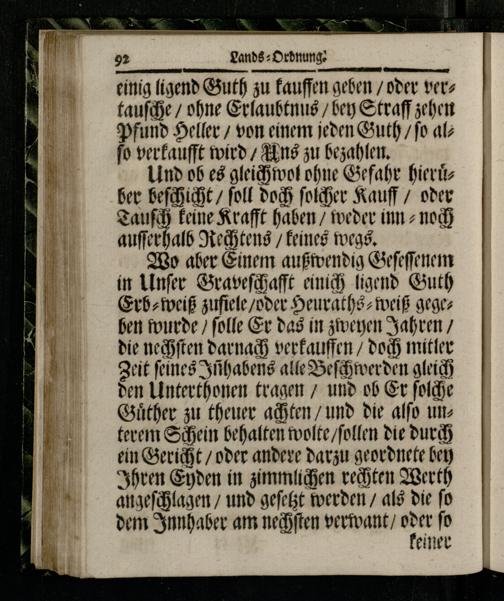 92 Lands-Ordnung.
einig ligend Guth zu kauffen geben / oder ver-
tausche / ohne Erlaubtnus / bey Straff zehen
Pfund Heller / von einem jeden Guth / so al-
so verkaufft wird / Uns zu bezahlen.
Und ob es gleichwol ohne Gefahr hierü-
ber beschicht / soll doch solcher Kauff / oder
Tausch keine Krafft haben / weder inn- noch
ausserhalb Rechtens / keines wegs.
Wo aber Einem außwendig Gesessenem
in Unser Graveschafft einich ligend Guth
Erb-weiß zufiele / oder Heuraths-weiß gege-
ben wurde / solle Er das in zweyen Jahren /
die nechsten darnach verkauffen / doch mitler
Zeit seines Jñhabens alle Beschwerden gleich
den Unterthonen tragen / und ob Er solche
Güther zu theuer achten / und die also un-
terem Schein behalten wolte / sollen die durch
ein Gericht / oder andere darzu geordnete bey
Ihren Eyden in zimmlichen rechten Werth
angeschlagen / und gesetzt werden / als die so
dem Innhaber am nechsten verwant / oder so
keiner